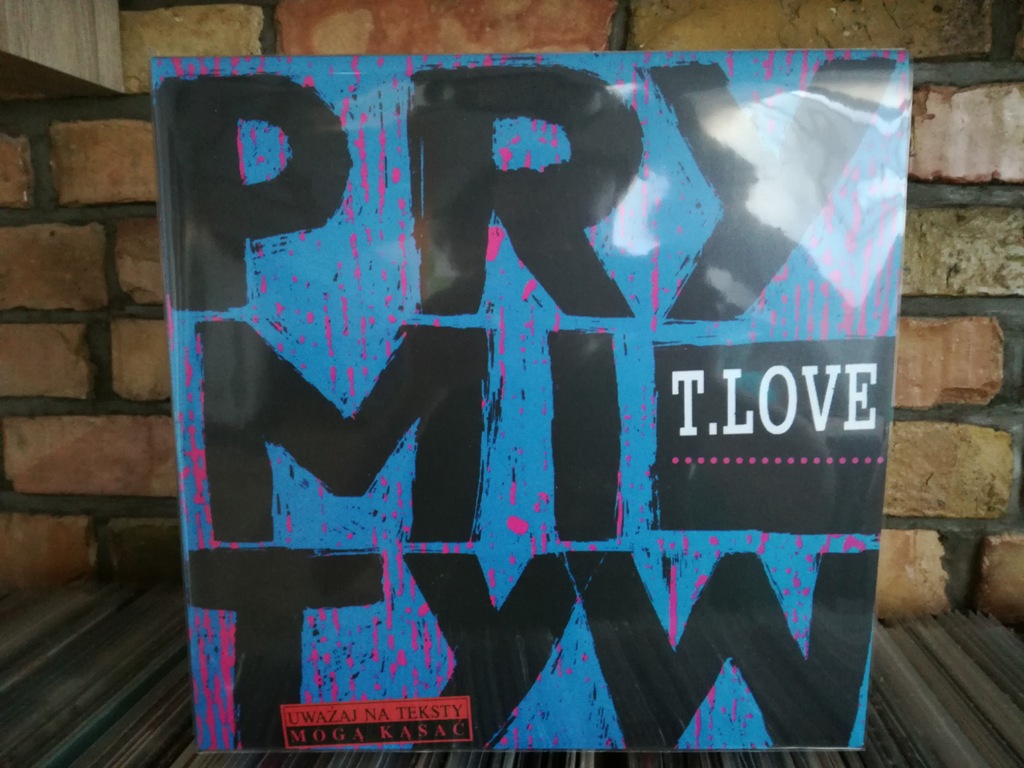 PRY
MI
T.LOVE
TYW
UWAŻAJ NA TEKSTY
MOGĄ KĄSAĆ